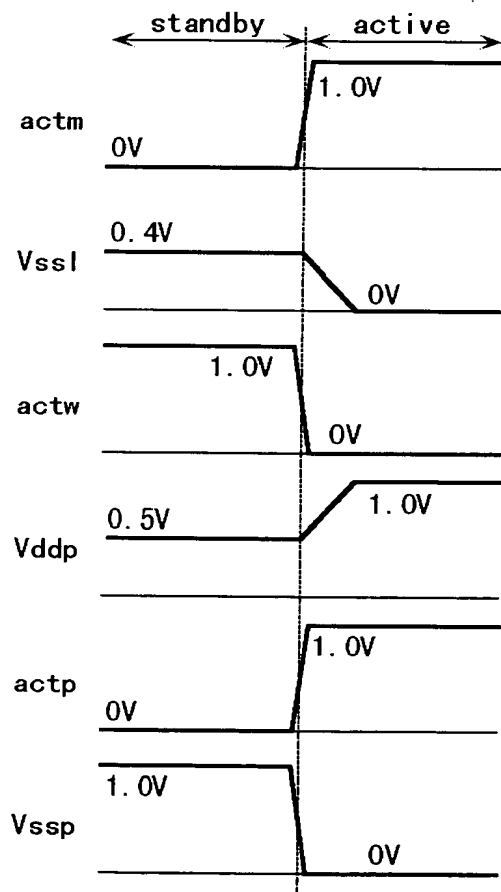 standby active
actm 0V 1.0V
Vssl 0.4V 0V
actw 1.0V 0V
Vddp 0.5V 1.0V
actp 0V 1.0V
Vssp 1.0V 0V